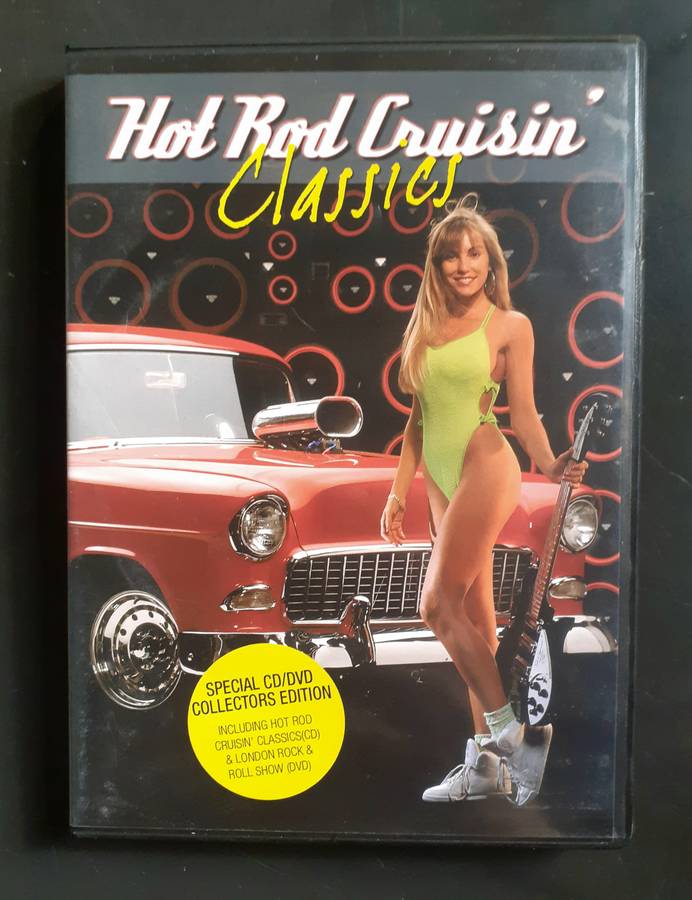 Hot Rod Cruisin'
Classics
SPECIAL CD/DVD
COLLECTORS EDITION
INCLUDING HOT ROD
CRUISIN' CLASSICS(CD)
& LONDON ROCK &
ROLL SHOW (DVD)